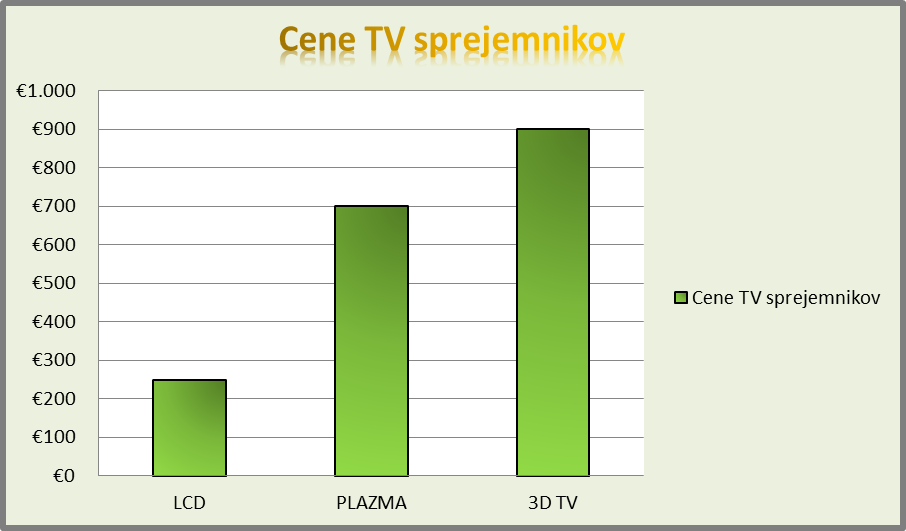 Cene TV sprejemnikov
€1.000
€900
€800
€700
€600
€500
€400
€300
€200
€100
€0
LCD
PLAZMA
3D TV
Cene TV sprejemnikov